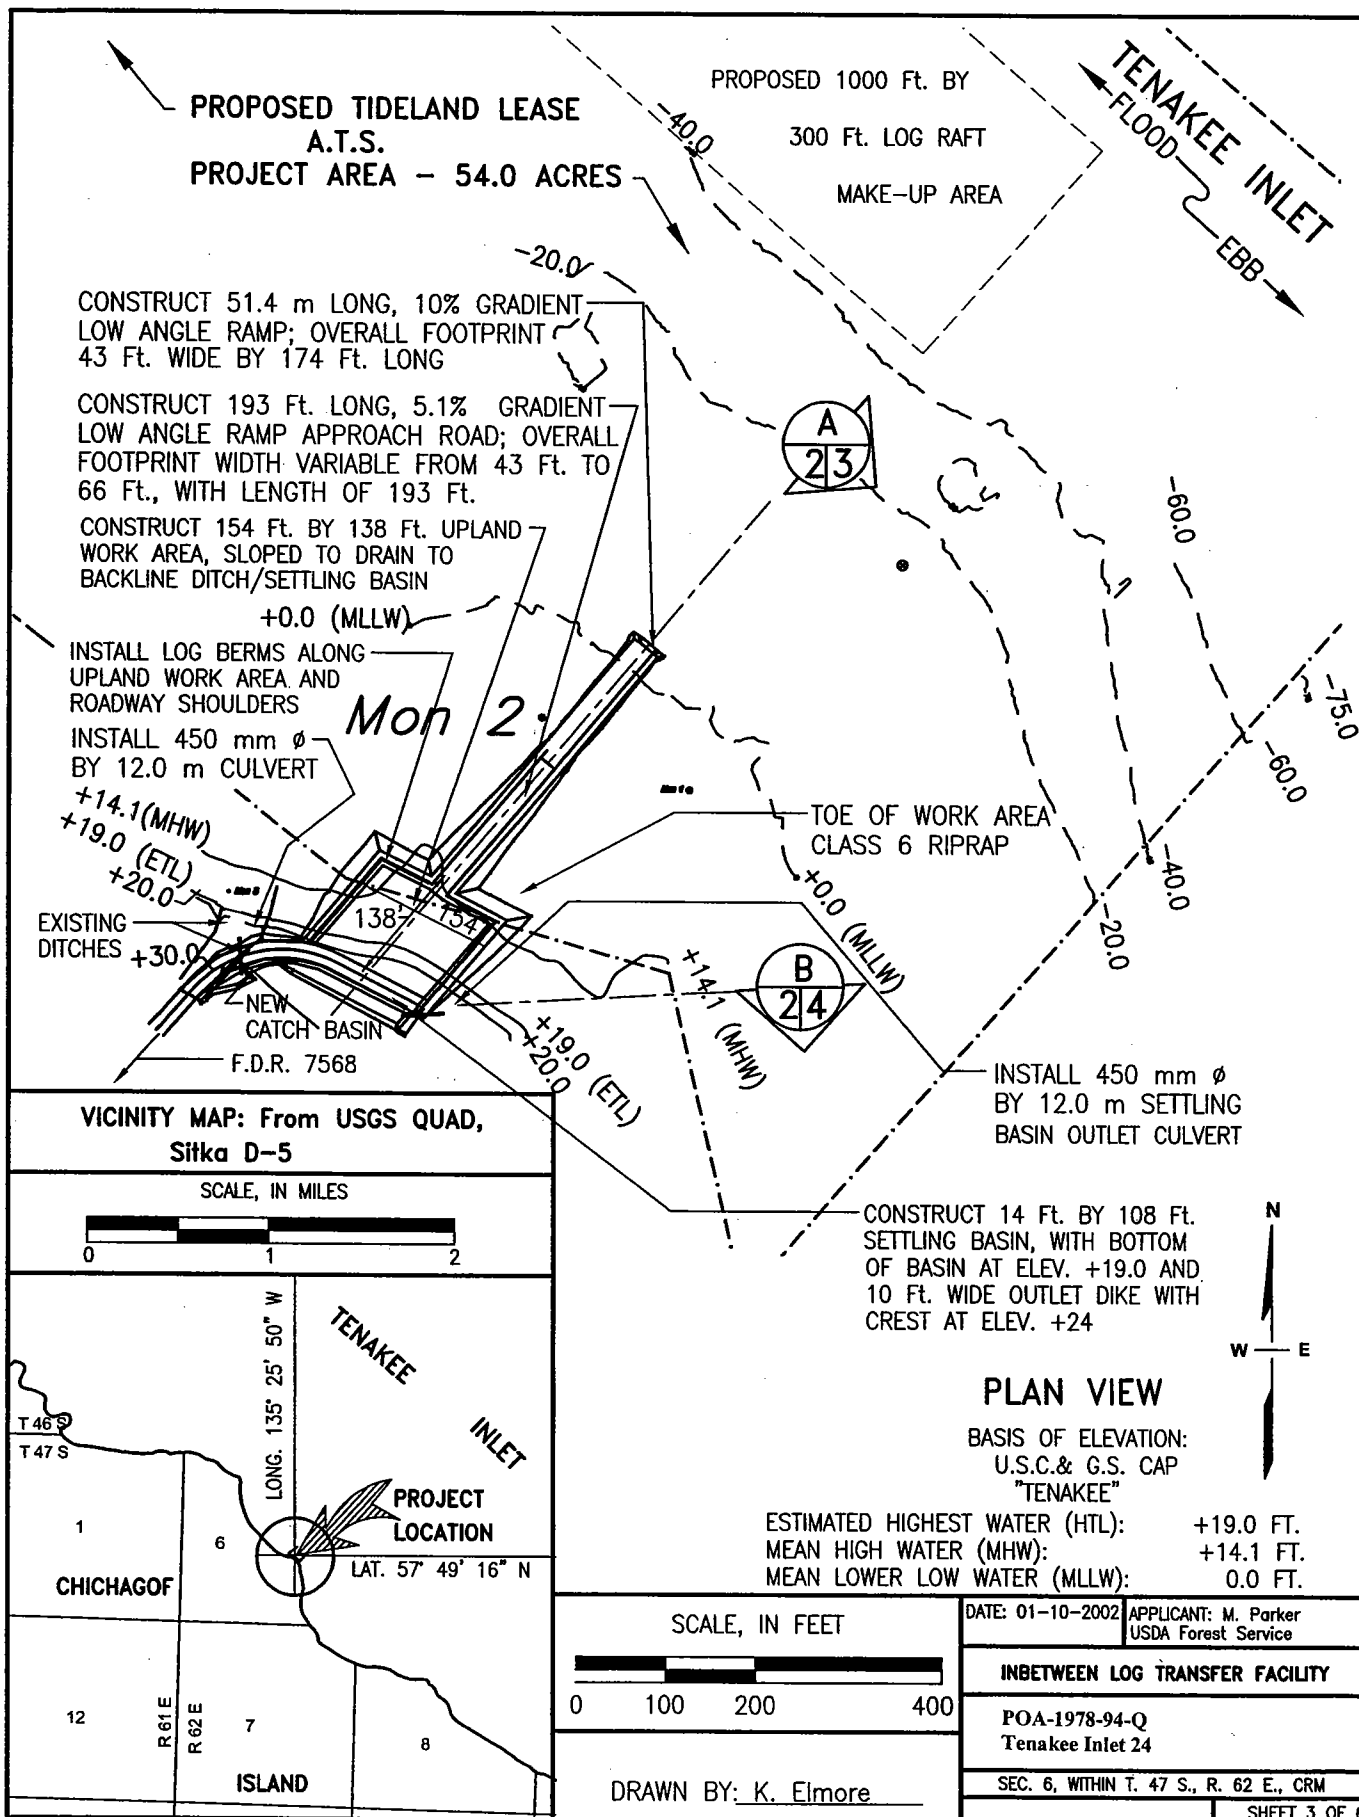 TENAKEE INLET
FLOOD
EBB
PROPOSED 1000 Ft. BY
300 Ft. LOG RAFT
MAKE-UP AREA
PROPOSED TIDELAND LEASE
A.T.S.
PROJECT AREA - 54.0 ACRES
-40.0
-20.0
CONSTRUCT 51.4 m LONG, 10% GRADIENT
LOW ANGLE RAMP; OVERALL FOOTPRINT
43 Ft. WIDE BY 174 Ft. LONG
CONSTRUCT 193 Ft. LONG, 5.1% GRADIENT
LOW ANGLE RAMP APPROACH ROAD; OVERALL
FOOTPRINT WIDTH VARIABLE FROM 43 Ft. TO
66 Ft., WITH LENGTH OF 193 Ft.
CONSTRUCT 154 Ft. BY 138 Ft. UPLAND
WORK AREA, SLOPED TO DRAIN TO
BACKLINE DITCH/SETTLING BASIN
A
2 3
-60.0
-75.0
-60.0
+0.0 (MLLW)
INSTALL LOG BERMS ALONG
UPLAND WORK AREA AND
ROADWAY SHOULDERS
Mon 2
INSTALL 450 mm ø
BY 12.0 m CULVERT
+14.1(MHW)
+19.0 (ETL)
+20.0
TOE OF WORK AREA
CLASS 6 RIPRAP
+0.0 (MLLW)
-40.0
-20.0
138
154
EXISTING
DITCHES
+30.0
NEW
CATCH BASIN
F.D.R. 7568
+19.0 (ETL)
+20.0
+14.1 (MHW)
B
2 4
INSTALL 450 mm ø
BY 12.0 m SETTLING
BASIN OUTLET CULVERT
CONSTRUCT 14 Ft. BY 108 Ft.
SETTLING BASIN, WITH BOTTOM
OF BASIN AT ELEV. +19.0 AND
10 Ft. WIDE OUTLET DIKE WITH
CREST AT ELEV. +24
N
W E
VICINITY MAP: From USGS QUAD,
Sitka D-5
SCALE, IN MILES
0 1 2
T 46 S
T 47 S
LONG. 135° 25' 50" W
TENAKEE
INLET
PROJECT
LOCATION
LAT. 57° 49' 16" N
1
6
CHICHAGOF
12
R 61 E
R 62 E
7
8
ISLAND
PLAN VIEW
BASIS OF ELEVATION:
U.S.C.& G.S. CAP
"TENAKEE"
ESTIMATED HIGHEST WATER (HTL): +19.0 FT.
MEAN HIGH WATER (MHW): +14.1 FT.
MEAN LOWER LOW WATER (MLLW): 0.0 FT.
SCALE, IN FEET
0 100 200 400
DRAWN BY: K. Elmore
DATE: 01-10-2002
APPLICANT: M. Parker
USDA Forest Service
INBETWEEN LOG TRANSFER FACILITY
POA-1978-94-Q
Tenakee Inlet 24
SEC. 6, WITHIN T. 47 S., R. 62 E., CRM
SHEET 3 OF